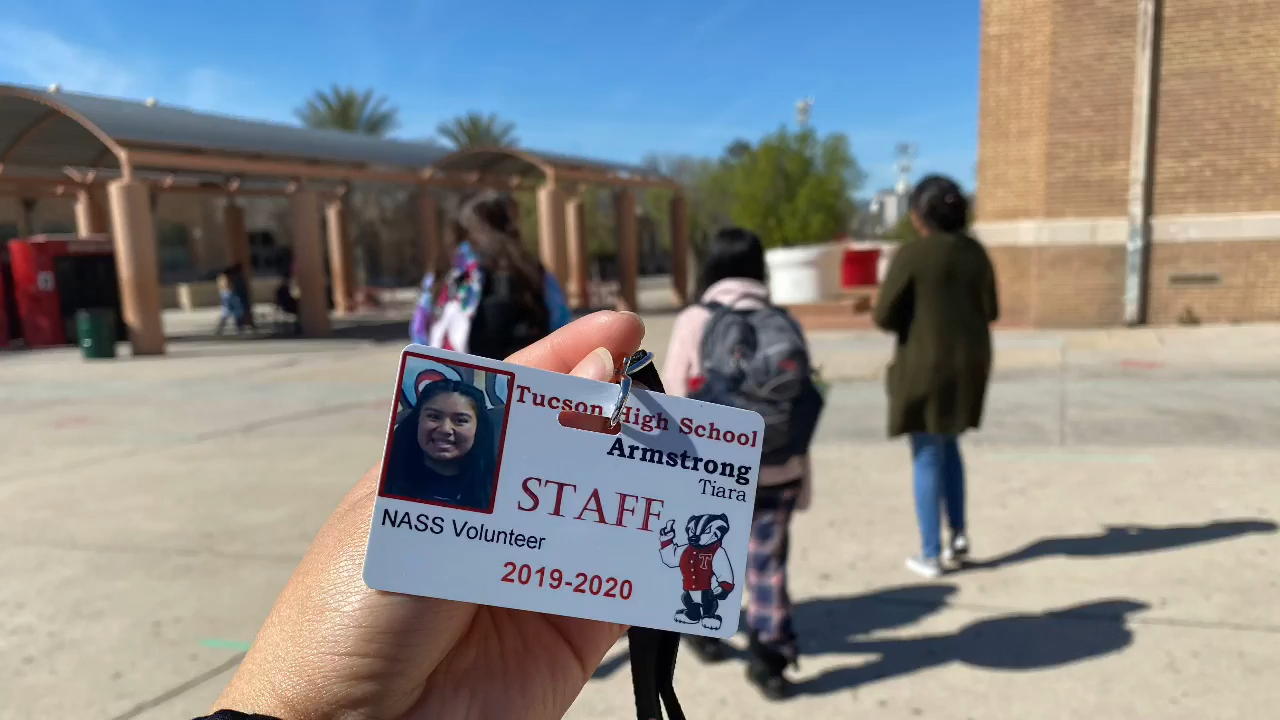 Tucson High School
Armstrong
Tiara
STAFF
NASS Volunteer
2019-2020
T